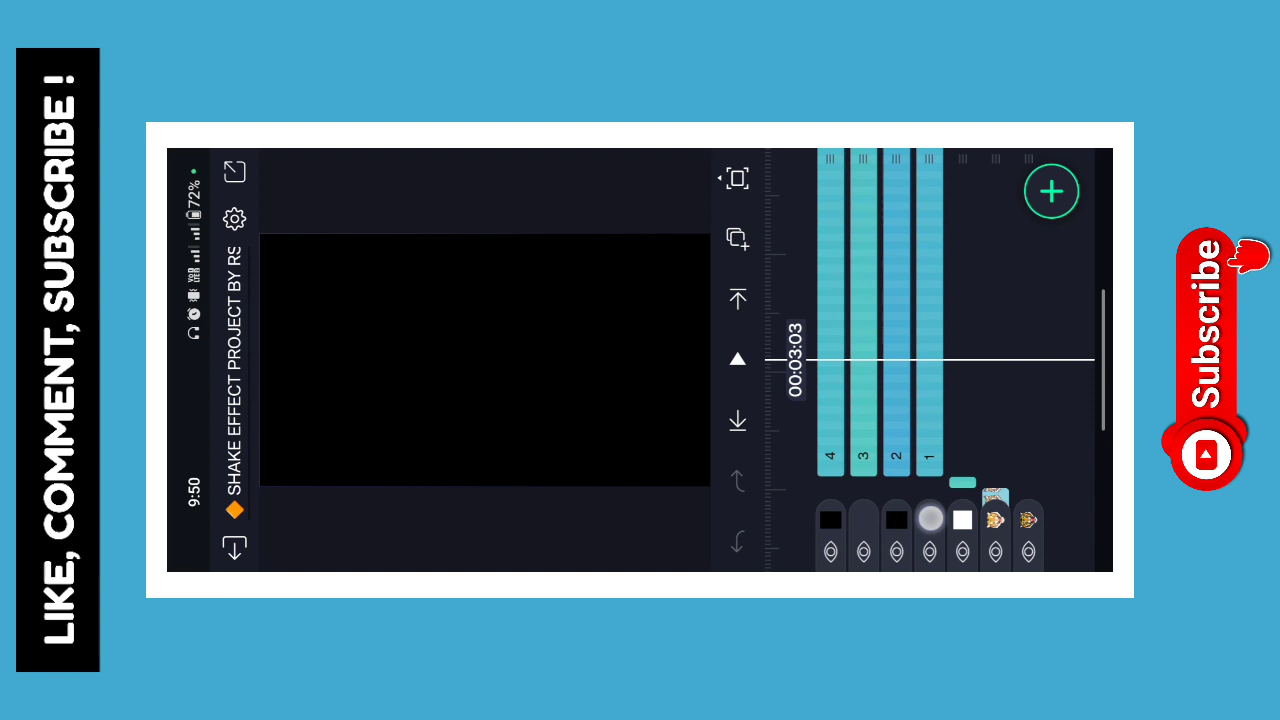 LIKE, COMMENT, SUBSCRIBE !
9:50
72%
SHAKE EFFECT PROJECT BY RS
00:03:03
4
3
2
1
Subscribe